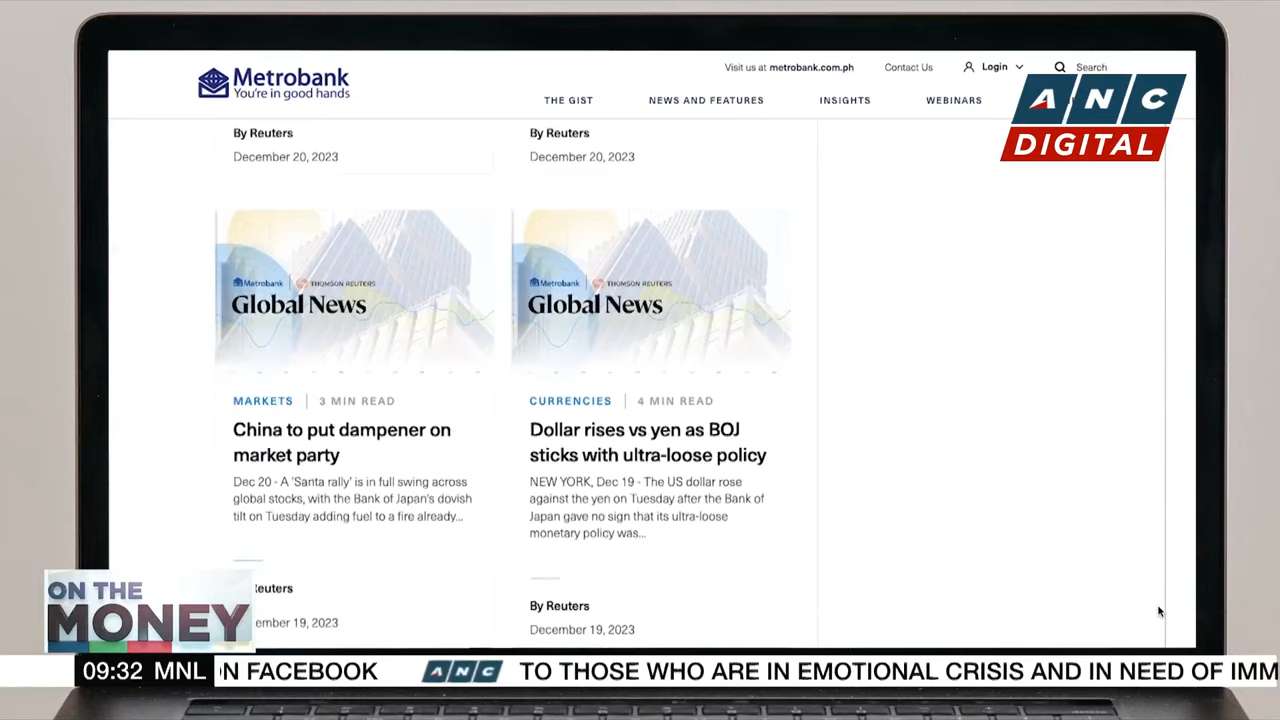 Metrobank
You're in good hands
Visit us at metrobank.com.ph
Contact Us
Login
Search
THE GIST
NEWS AND FEATURES
INSIGHTS
WEBINARS
ANC
DIGITAL
By Reuters
December 20, 2023
By Reuters
December 20, 2023
Metrobank
THOMSON REUTERS
Global News
Metrobank
THOMSON REUTERS
Global News
MARKETS
3 MIN READ
China to put dampener on
market party
Dec 20 - A 'Santa rally' is in full swing across
global stocks, with the Bank of Japan's dovish
tilt on Tuesday adding fuel to a fire already...
Reuters
ember 19, 2023
CURRENCIES
4 MIN READ
Dollar rises vs yen as BOJ
sticks with ultra-loose policy
NEW YORK, Dec 19 - The US dollar rose
against the yen on Tuesday after the Bank of
Japan gave no sign that its ultra-loose
monetary policy was...
By Reuters
December 19, 2023
ON THE
MONEY
09:32 MNL
N FACEBOOK
ANC
TO THOSE WHO ARE IN EMOTIONAL CRISIS AND IN NEED OF IMM